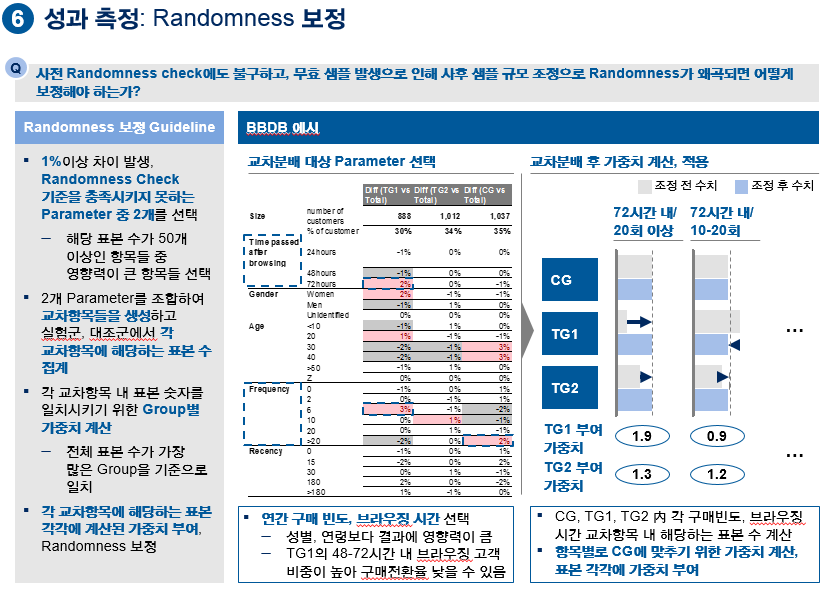 6 성과 측정: Randomness 보정
Q
사전 Randomness check에도 불구하고, 무효 샘플 발생으로 인해 사후 샘플 규모 조정으로 Randomness가 왜곡되면 어떻게
보정해야 하는가?
Randomness 보정 Guideline
▪ 1%이상 차이 발생,
Randomness Check
기준을 충족시키지 못하는
Parameter 중 2개를 선택
– 해당 표본 수가 50개
이상인 항목들 중
영향력이 큰 항목들 선택
▪ 2개 Parameter를 조합하여
교차항목들을 생성하고
실험군, 대조군에서 각
교차항목에 해당하는 표본 수
집계
▪ 각 교차항목 내 표본 숫자를
일치시키기 위한 Group별
가중치 계산
– 전체 표본 수가 가장
많은 Group을 기준으로
일치
▪ 각 교차항목에 해당하는 표본
각각에 계산된 가중치 부여,
Randomness 보정
BBDB 예시
교차분배 대상 Parameter 선택
Diff (TG1 vs Total) Diff (TG2 vs Total) Diff (CG vs Total)
Size number of customers 888 1,012 1,037
% of customer 30% 34% 35%
Time passed after browsing 24hours -1% 0% 0%
48hours -1% 0% 0%
72hours 2% 0% -1%
Gender Women 2% -1% -1%
Men -1% 1% 0%
Unidentified 0% 0% 0%
Age <10 -1% 1% 0%
20 1% -1% -1%
30 -2% -1% 3%
40 -2% -1% 3%
>50 -1% 1% 0%
Z 0% 0% 0%
Frequency 0 -1% 0% 1%
2 0% -1% 1%
6 3% -1% -2%
10 0% 1% -1%
20 0% 1% -1%
>20 -2% 0% 2%
Recency 0 -1% 0% 1%
15 -2% 0% 2%
30 0% 1% -1%
180 2% 0% -2%
>180 1% -1% 0%
▪ 연간 구매 빈도, 브라우징 시간 선택
– 성별, 연령보다 결과에 영향력이 큼
– TG1의 48-72시간 내 브라우징 고객
비중이 높아 구매전환율 낮을 수 있음
교차분배 후 가중치 계산, 적용
조정 전 수치 조정 후 수치
72시간 내/
20회 이상
72시간 내/
10-20회
CG
TG1
...
TG2
TG1 부여
가중치
1.9 0.9
...
TG2 부여
가중치
1.3 1.2
▪ CG, TG1, TG2 內 각 구매빈도, 브라우징
시간 교차항목 내 해당하는 표본 수 계산
▪ 항목별로 CG에 맞추기 위한 가중치 계산,
표본 각각에 가중치 부여